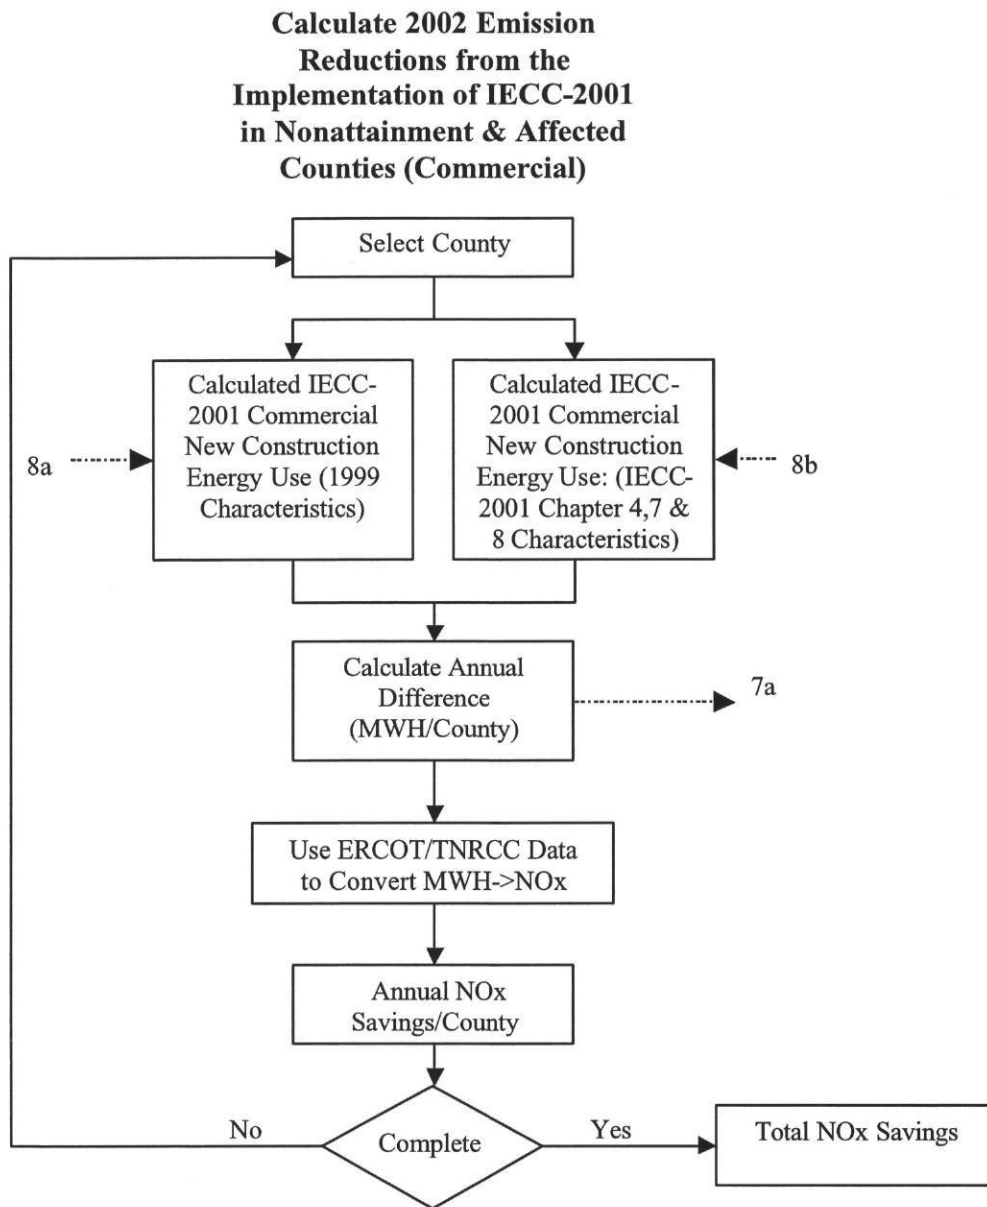 Calculate 2002 Emission
Reductions from the
Implementation of IECC-2001
in Nonattainment & Affected
Counties (Commercial)
Select County
Calculated IECC-
2001 Commercial
New Construction
Energy Use (1999
Characteristics)
Calculated IECC-
2001 Commercial
New Construction
Energy Use: (IECC-
2001 Chapter 4,7 &
8 Characteristics)
8a
8b
Calculate Annual
Difference
(MWH/County)
7a
Use ERCOT/TNRCC Data
to Convert MWH->NOx
Annual NOx
Savings/County
No
Complete
Yes
Total NOx Savings